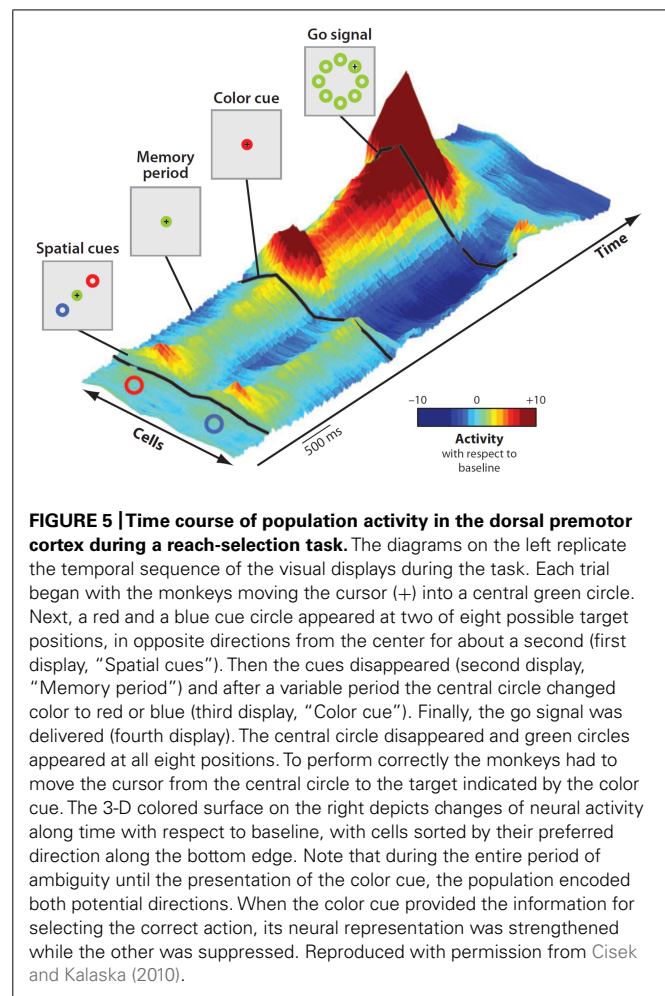 Go signal
Color cue
Memory
period
Spatial cues
Time
Cells
500 ms
–10 0 +10
Activity
with respect to
baseline
FIGURE 5 | Time course of population activity in the dorsal premotor
cortex during a reach-selection task. The diagrams on the left replicate
the temporal sequence of the visual displays during the task. Each trial
began with the monkeys moving the cursor (+) into a central green circle.
Next, a red and a blue cue circle appeared at two of eight possible target
positions, in opposite directions from the center for about a second (first
display, “Spatial cues”). Then the cues disappeared (second display,
“Memory period”) and after a variable period the central circle changed
color to red or blue (third display, “Color cue”). Finally, the go signal was
delivered (fourth display). The central circle disappeared and green circles
appeared at all eight positions. To perform correctly the monkeys had to
move the cursor from the central circle to the target indicated by the color
cue. The 3-D colored surface on the right depicts changes of neural activity
along time with respect to baseline, with cells sorted by their preferred
direction along the bottom edge. Note that during the entire period of
ambiguity until the presentation of the color cue, the population encoded
both potential directions. When the color cue provided the information for
selecting the correct action, its neural representation was strengthened
while the other was suppressed. Reproduced with permission from Cisek
and Kalaska (2010).